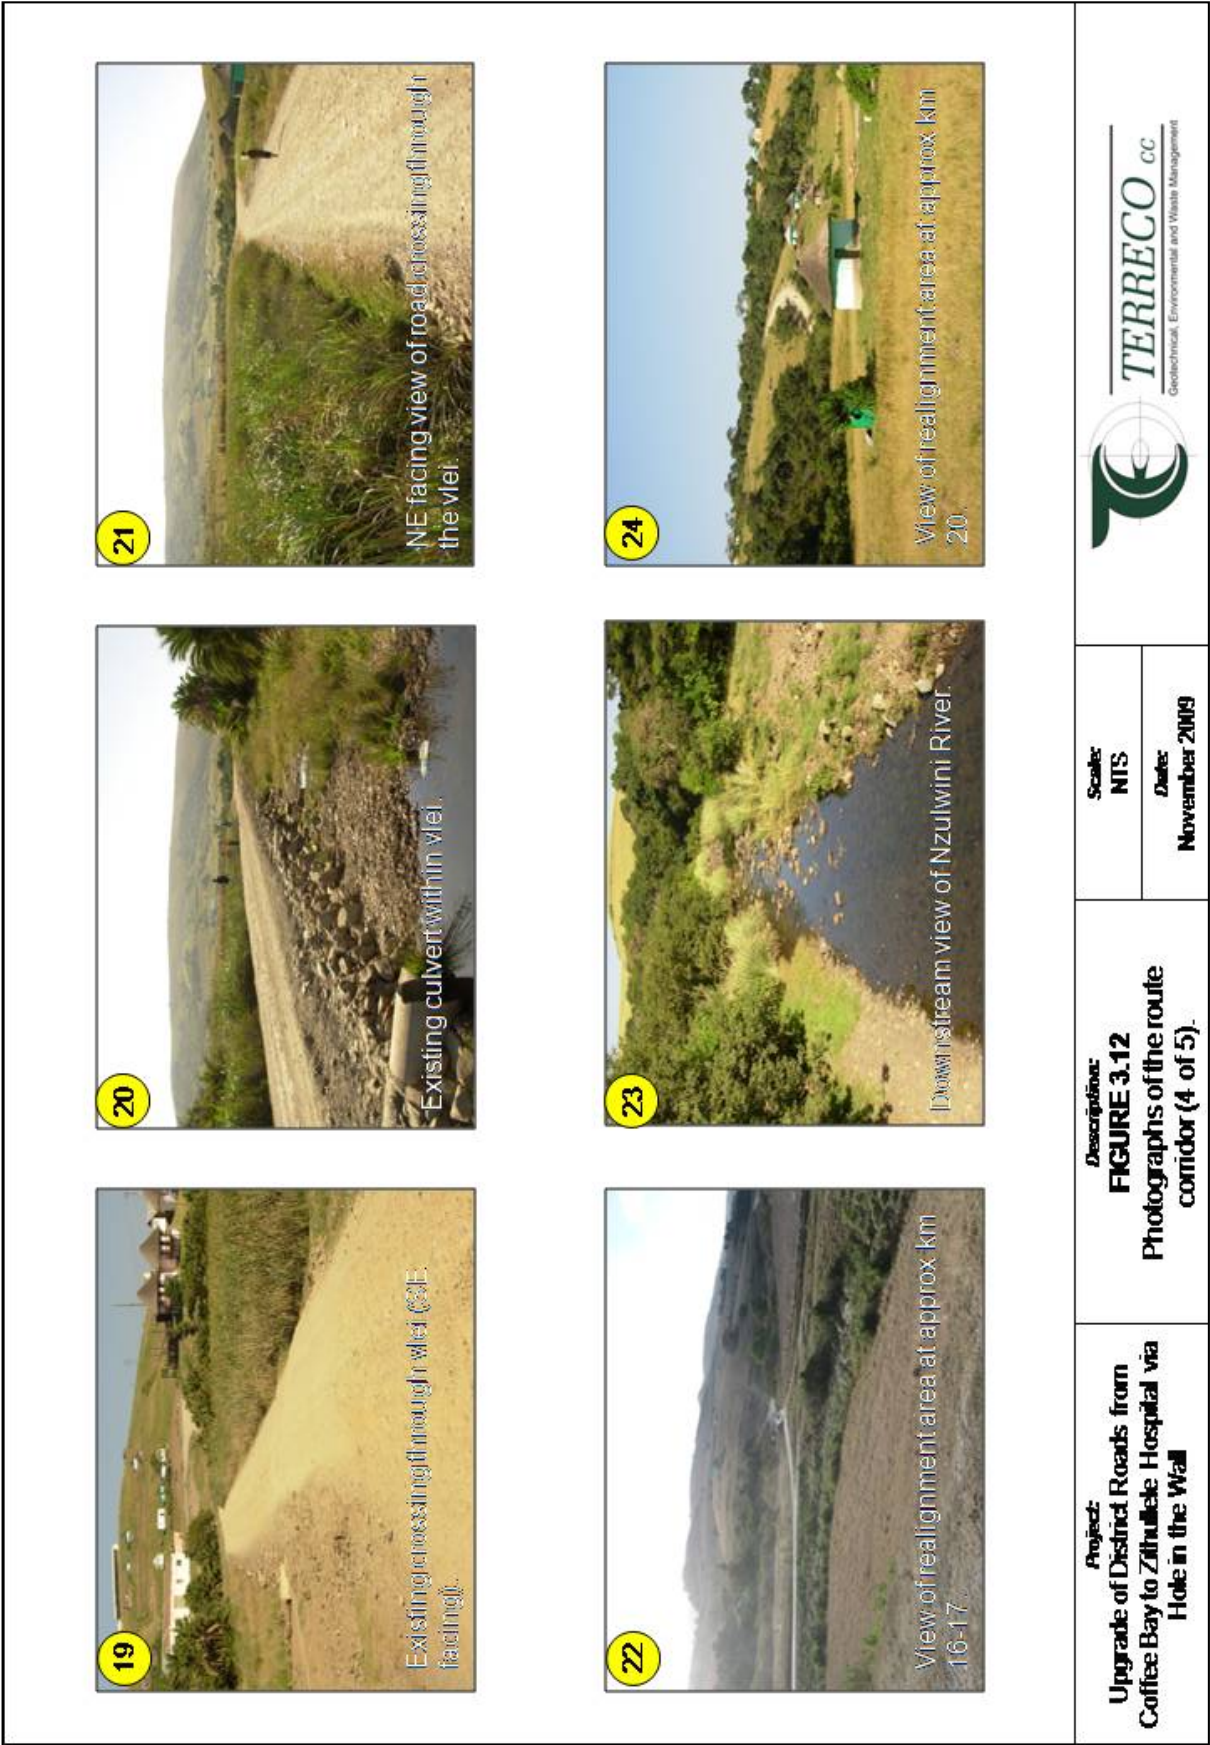 19
Existing crossing through vlei (SE
facing).
20
Existing culvert within vlei.
21
NE facing view of road crossing through
the vlei.
22
View of realignment area at approx km
16-17.
23
Downstream view of Nzulwini River.
24
View of realignment area at approx km
20.
Project:
Upgrade of District Roads from
Coffee Bay to Zithulele Hospital via
Hole in the Wall
Description:
FIGURE 3.12
Photographs of the route
corridor (4 of 5).
Scale:
NTS
Date:
November 2009
TERRECO cc
Geotechnical, Environmental and Waste Management